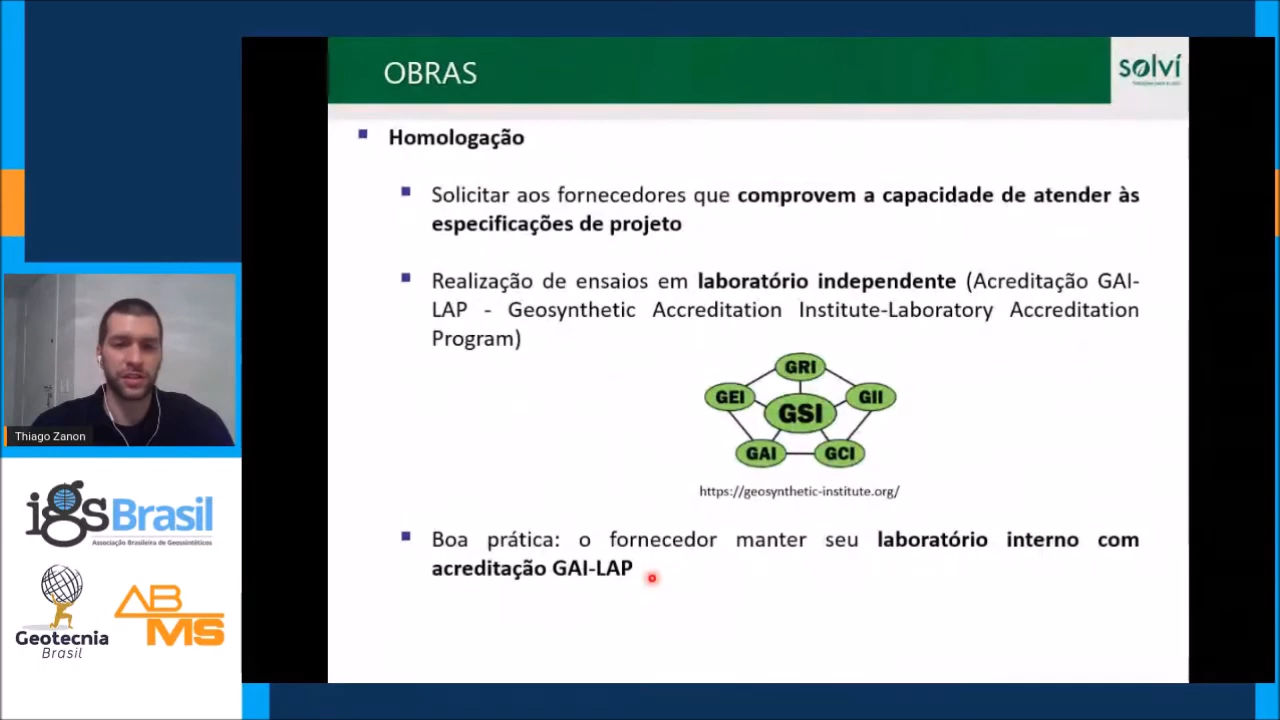 OBRAS
solví
Homologação
Solicitar aos fornecedores que comprovem a capacidade de atender às
especificações de projeto
Realização de ensaios em laboratório independente (Acreditação GAI-
LAP - Geosynthetic Accreditation Institute-Laboratory Accreditation
Program)
GRI
GEI
GII
GSI
GAI
GCI
https://geosynthetic-institute.org/
Boa prática: o fornecedor manter seu laboratório interno com
acreditação GAI-LAP
Thiago Zanon
igsBrasil
Associação Brasileira de Geossintéticos
Geotecnia
Brasil
ABMS